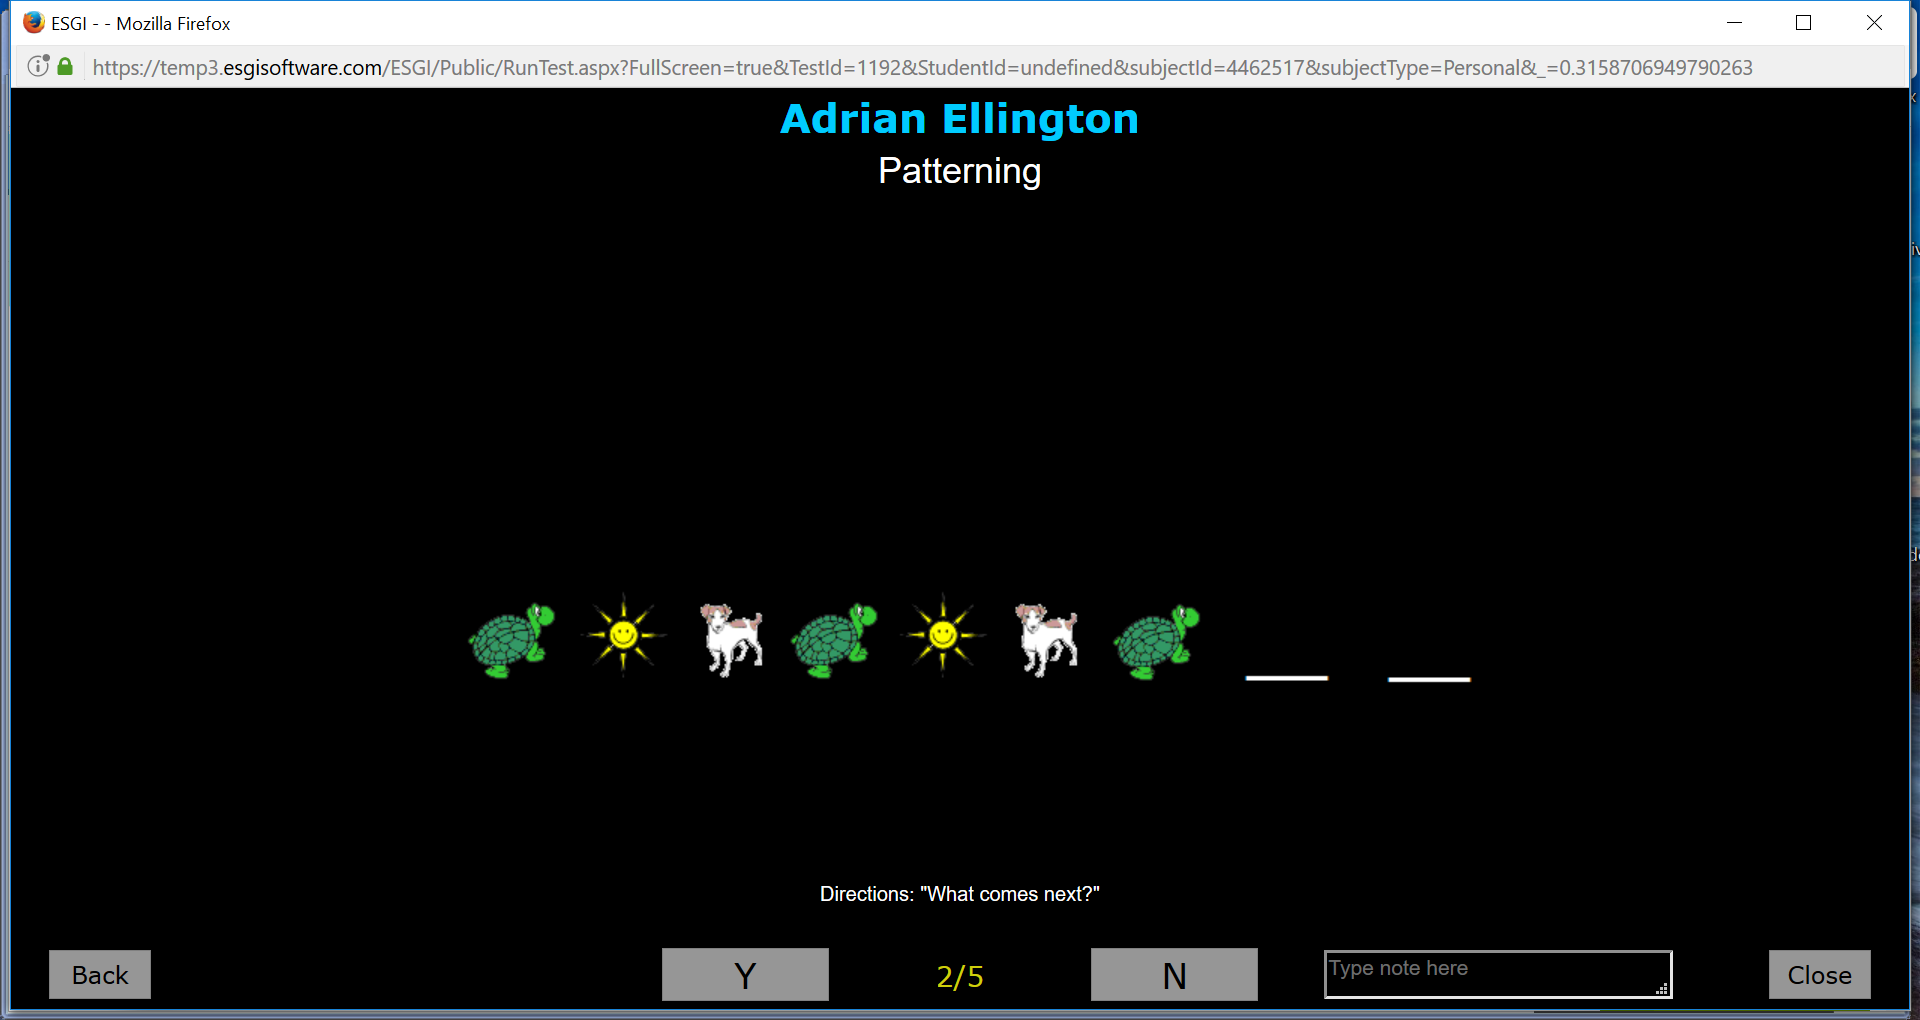 ESGI - - Mozilla Firefox
https://temp3.esgisoftware.com/ESGI/Public/RunTest.aspx?FullScreen=true&TestId=1192&StudentId=undefined&subjectId=4462517&subjectType=Personal&_=0.3158706949790263
Adrian Ellington
Patterning
Directions: "What comes next?"
Back
Y
2/5
N
Type note here
Close